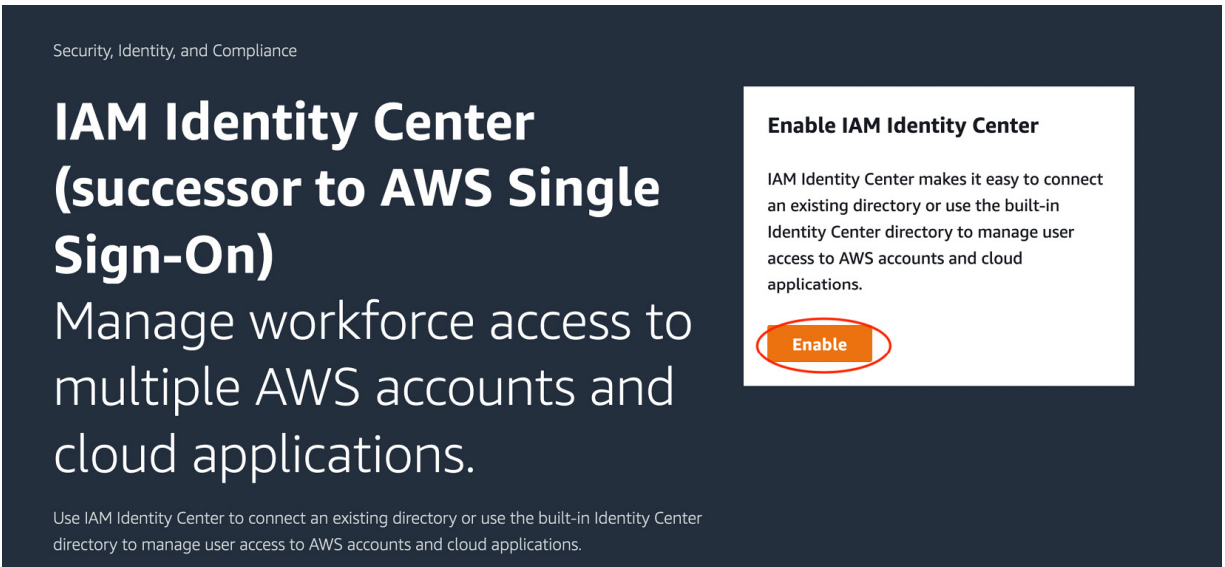 Security, Identity, and Compliance
IAM Identity Center
(successor to AWS Single
Sign-On)
Manage workforce access to
multiple AWS accounts and
cloud applications.
Use IAM Identity Center to connect an existing directory or use the built-in Identity Center
directory to manage user access to AWS accounts and cloud applications.
Enable IAM Identity Center
IAM Identity Center makes it easy to connect
an existing directory or use the built-in
Identity Center directory to manage user
access to AWS accounts and cloud
applications.
Enable